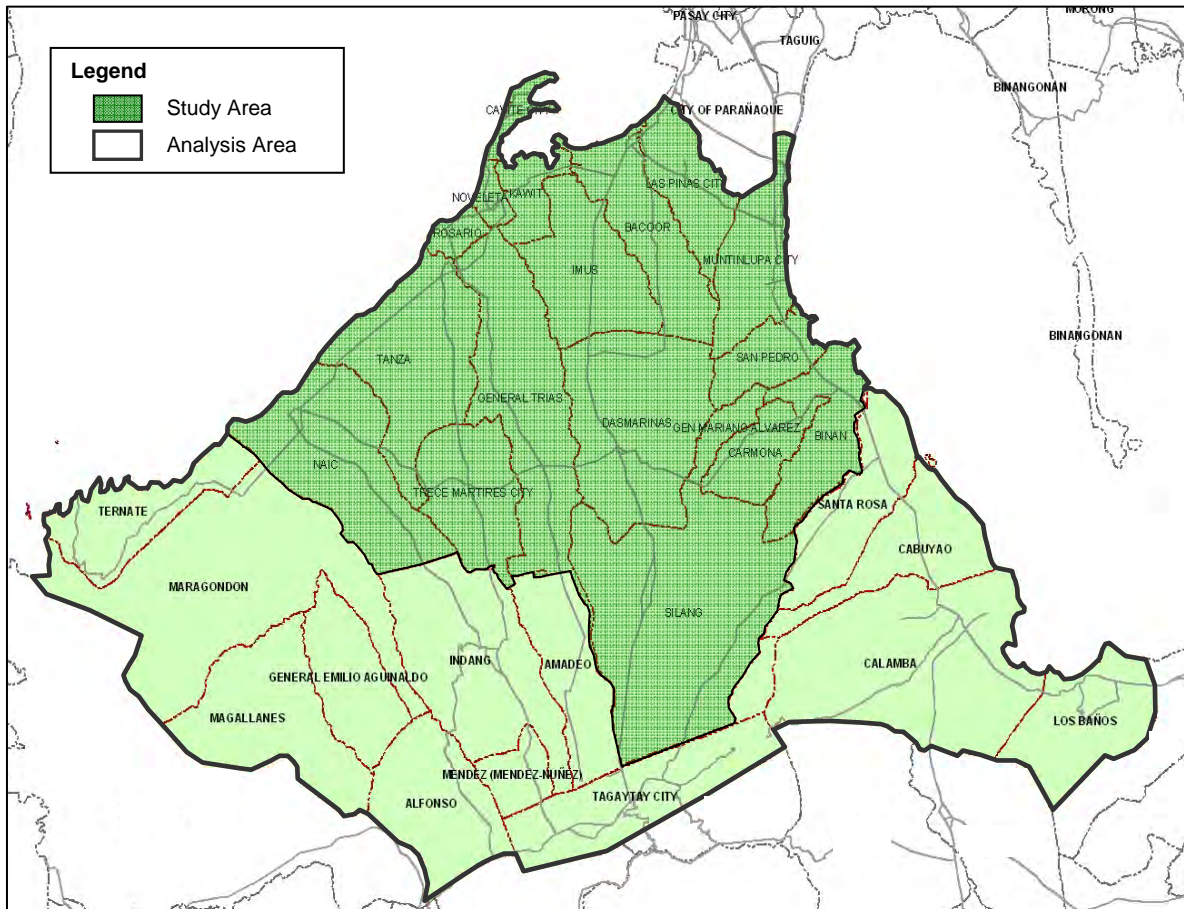 PASAY CITY
MORONG
TAGUIG
Legend
Study Area
Analysis Area
BINANGONAN
CITY OF PARAÑAQUE
LAS PINAS CITY
NOVELETA
KAWIT
ROSARIO
BACOOR
IMUS
MUNTINLUPA CITY
BINANGONAN
TANZA
SAN PEDRO
GENERAL TRIAS
DASMARINAS
GEN MARIANO ALVAREZ
BINAN
CARMONA
NAIC
TRECE MARTIRES CITY
TERNATE
SANTA ROSA
CABUYAO
MARAGONDON
SILANG
INDANG
AMADEO
CALAMBA
GENERAL EMILIO AGUINALDO
MAGALLANES
LOS BAÑOS
MENDEZ (MENDEZ-NUÑEZ)
ALFONSO
TAGAYTAY CITY